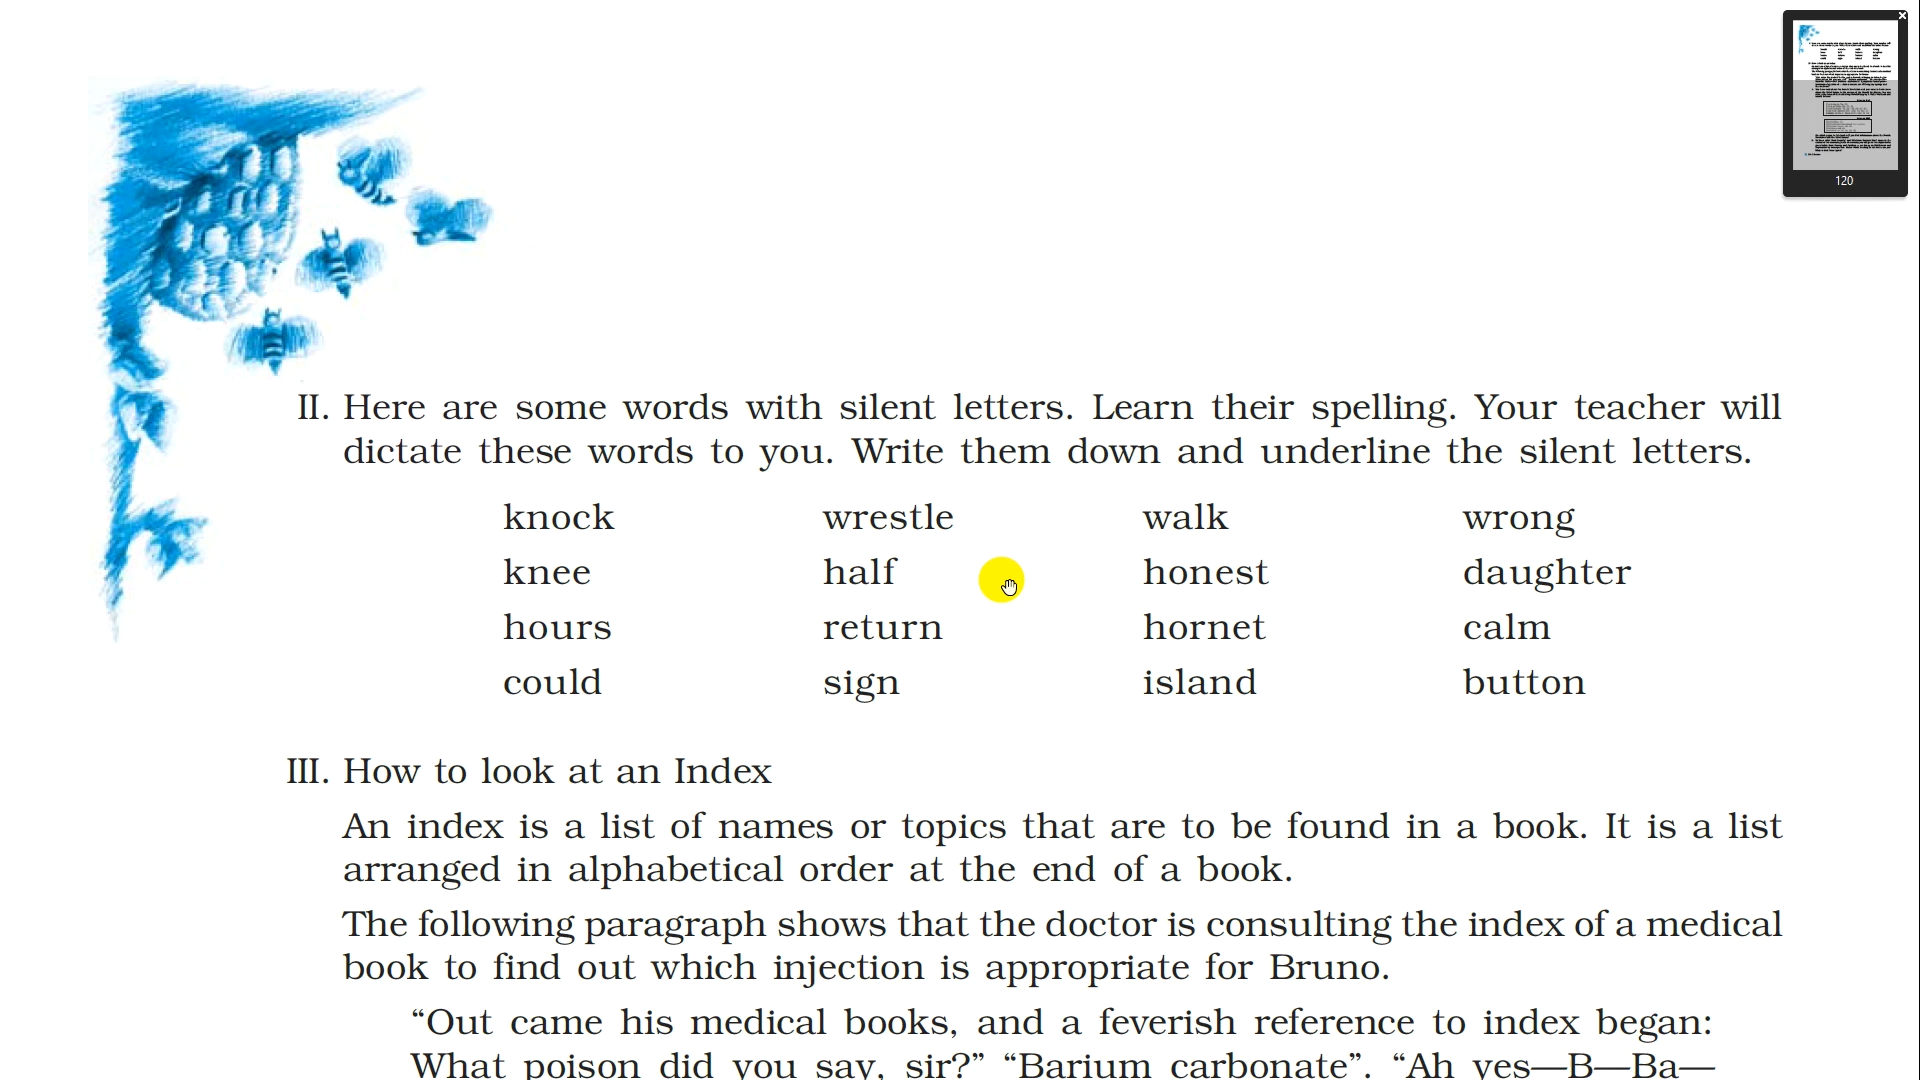 120
II. Here are some words with silent letters. Learn their spelling. Your teacher will
dictate these words to you. Write them down and underline the silent letters.
knock wrestle walk wrong
knee half honest daughter
hours return hornet calm
could sign island button
III. How to look at an Index
An index is a list of names or topics that are to be found in a book. It is a list
arranged in alphabetical order at the end of a book.
The following paragraph shows that the doctor is consulting the index of a medical
book to find out which injection is appropriate for Bruno.
“Out came his medical books, and a feverish reference to index began:
What poison did you say, sir?” “Barium carbonate”. “Ah yes—B—Ba—